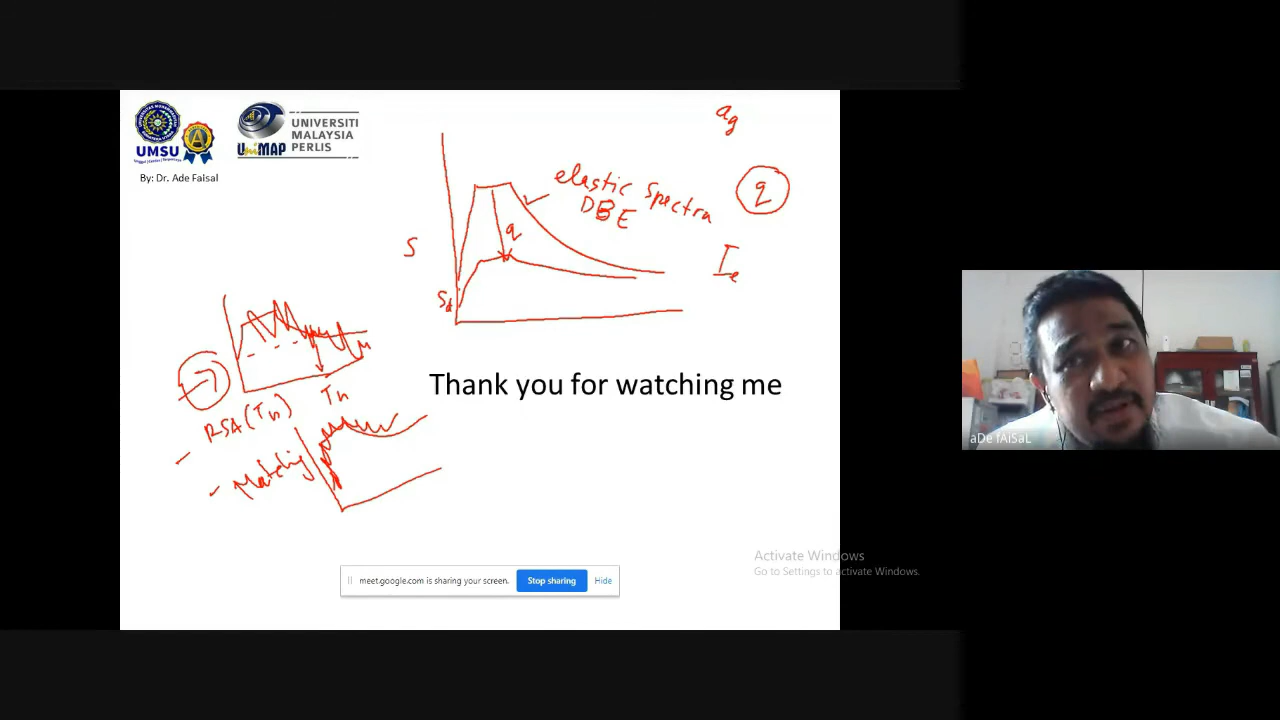 UMSU
UNIVERSITI
MALAYSIA
PERLIS
UniMAP
By: Dr. Ade Faisal
ag
elastic spectra
DBE
q
q
S
Ie
Sd
Tn
RSA(Tn)
- Matching
Thank you for watching me
aDe fAiSaL
meet.google.com is sharing your screen.
Stop sharing
Hide
Activate Windows
Go to Settings to activate Windows.